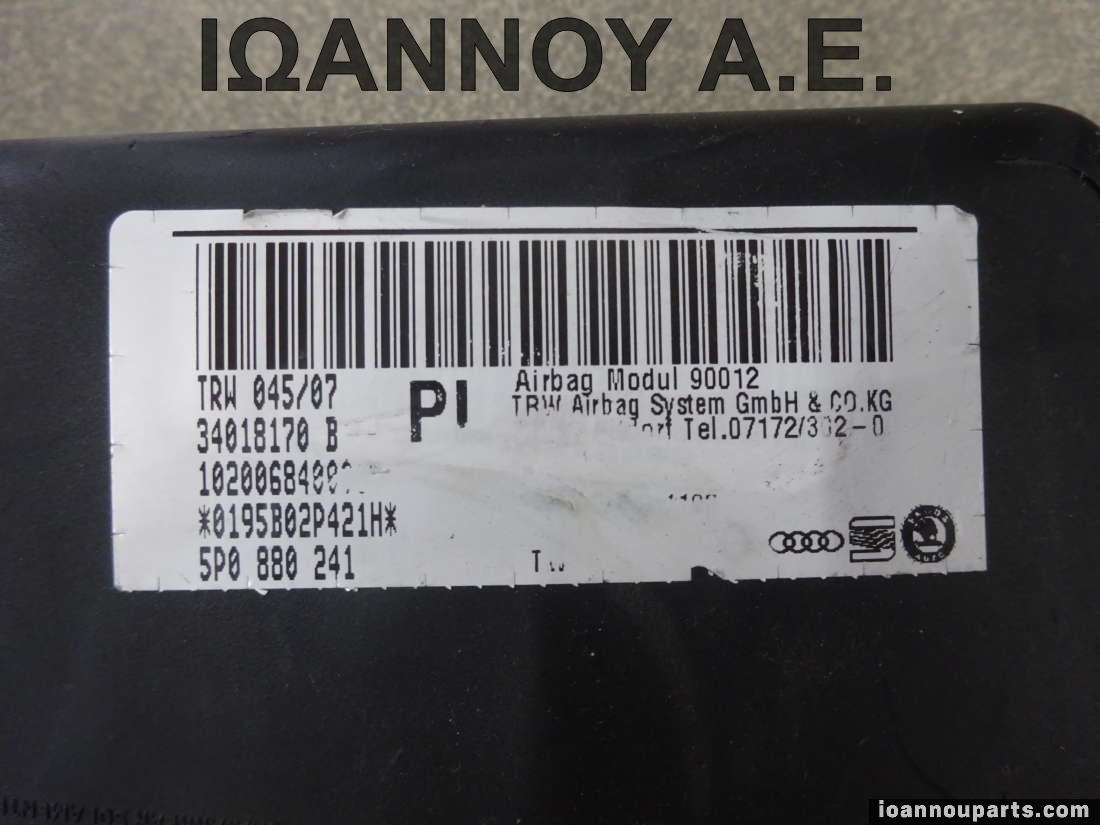 ΙΩΑΝΝΟΥ Α.Ε.
TRW 045/07
34018170 B
*0195B02P421H*
5P0 880 241
PI
Airbag Modul 90012
TRW Airbag System GmbH & CO.KG
Tel.07172/302-0
ioannouparts.com